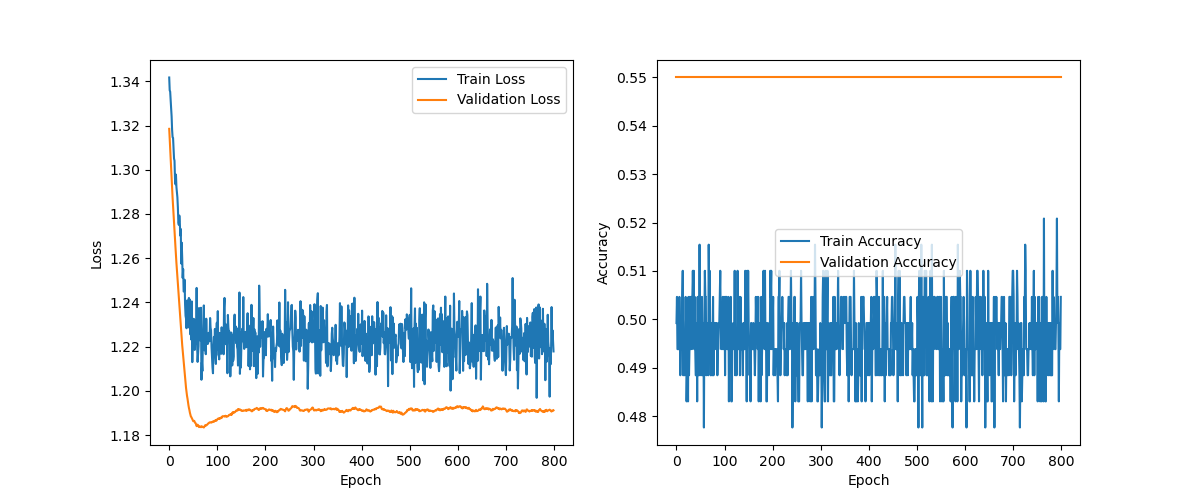 1.34
1.32
1.30
1.28
1.26
1.24
1.22
1.20
1.18
Loss
0 100 200 300 400 500 600 700 800
Epoch
Train Loss
Validation Loss
0.55
0.54
0.53
0.52
0.51
0.50
0.49
0.48
Accuracy
0 100 200 300 400 500 600 700 800
Epoch
Train Accuracy
Validation Accuracy